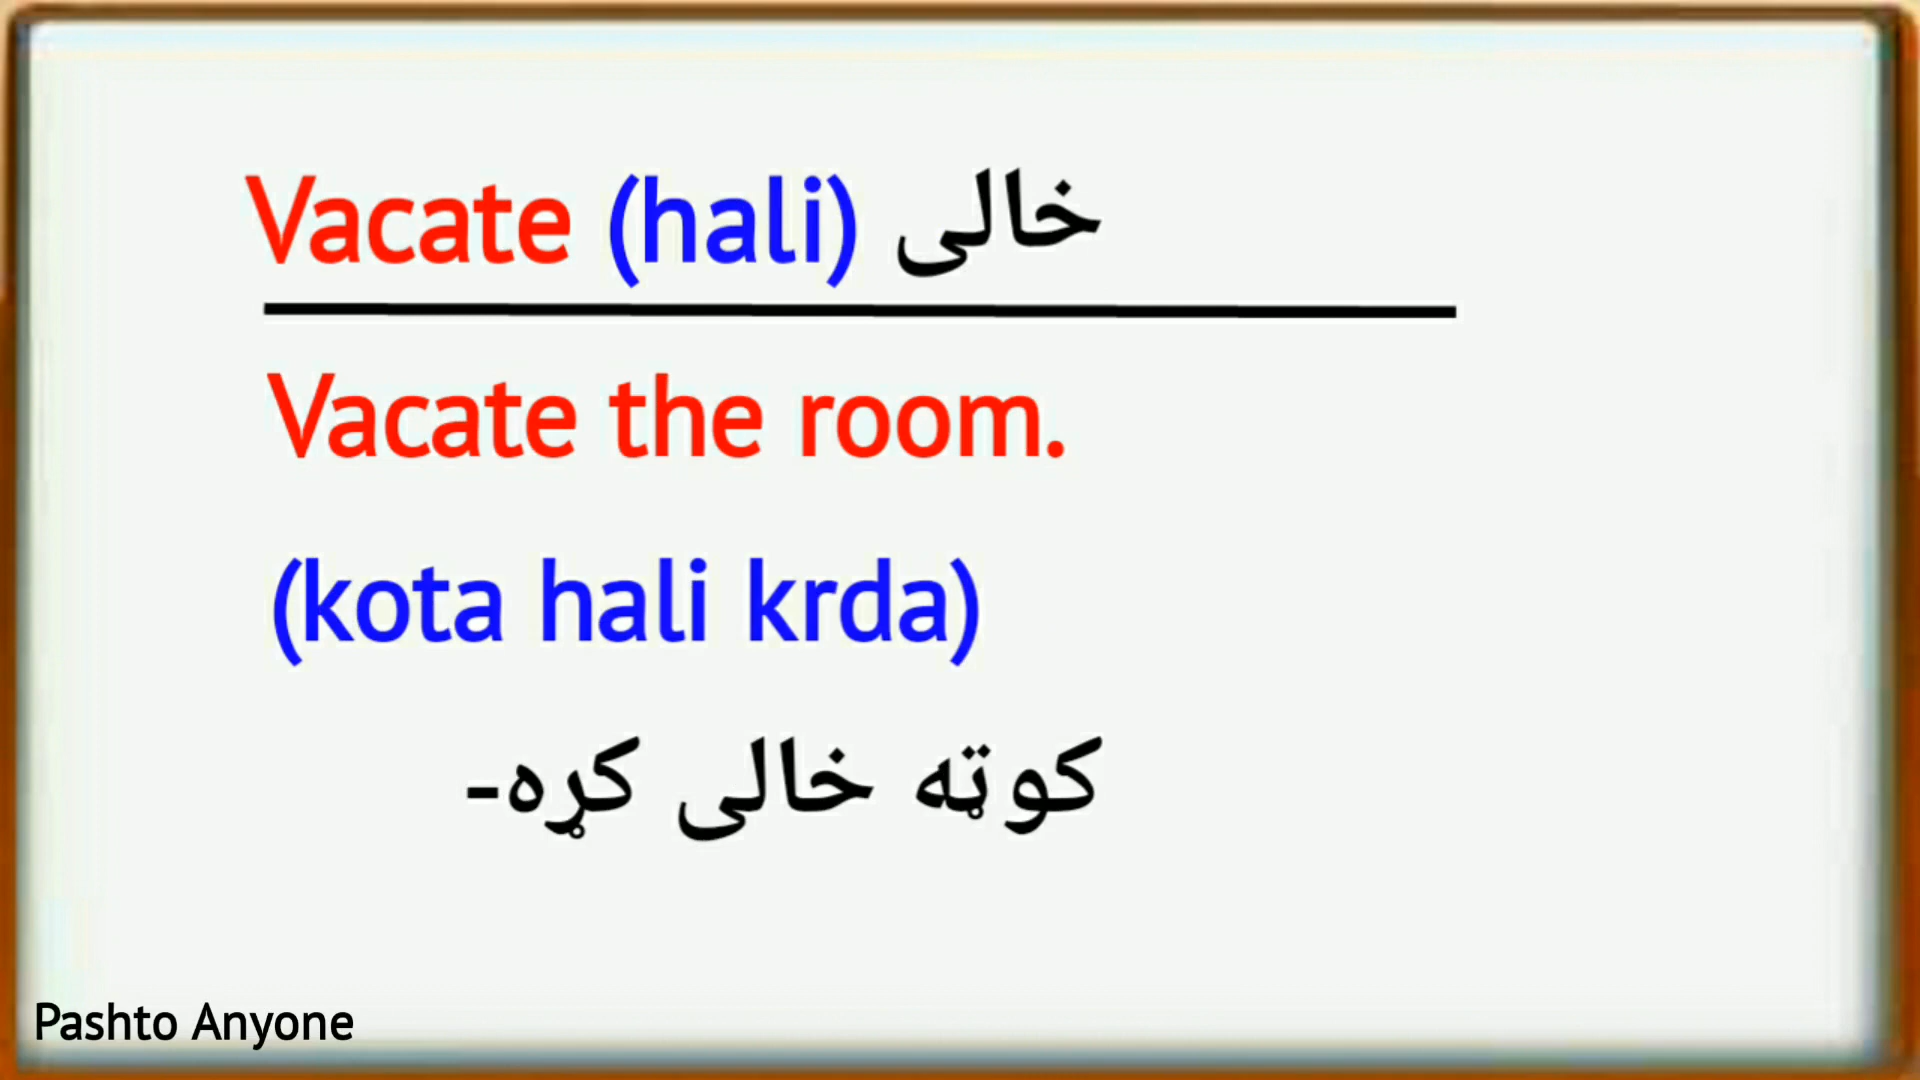 Vacate (hali) خالی
Vacate the room.
(kota hali krda)
کوټه خالی کړه-
Pashto Anyone